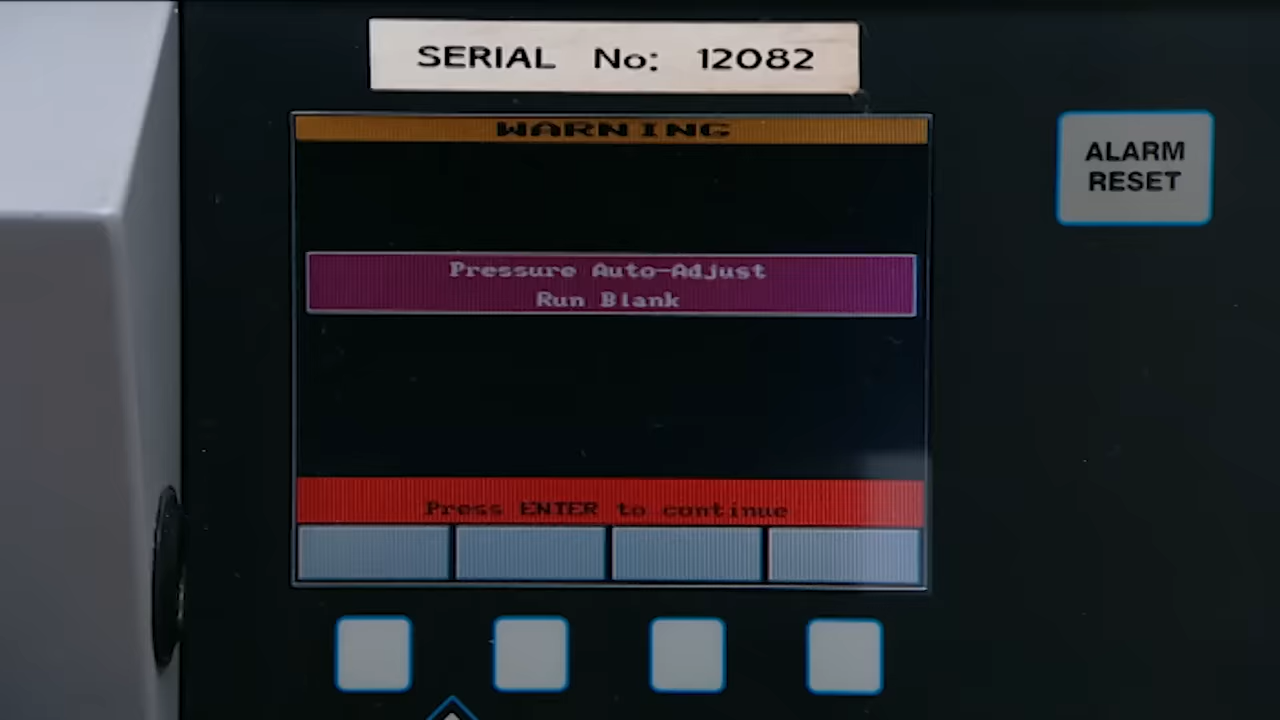 SERIAL No: 12082
WARNING
ALARM
RESET
Pressure Auto-Adjust
Run Blank
Press ENTER to continue